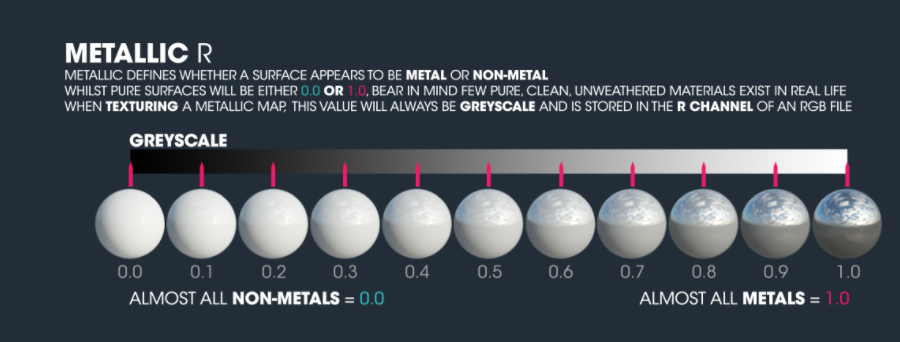 METALLIC R
METALLIC DEFINES WHETHER A SURFACE APPEARS TO BE METAL OR NON-METAL
WHILST PURE SURFACES WILL BE EITHER 0.0 OR 1.0, BEAR IN MIND FEW PURE, CLEAN, UNWEATHERED MATERIALS EXIST IN REAL LIFE
WHEN TEXTURING A METALLIC MAP, THIS VALUE WILL ALWAYS BE GREYSCALE AND IS STORED IN THE R CHANNEL OF AN RGB FILE
GREYSCALE
0.0 0.1 0.2 0.3 0.4 0.5 0.6 0.7 0.8 0.9 1.0
ALMOST ALL NON-METALS = 0.0 ALMOST ALL METALS = 1.0